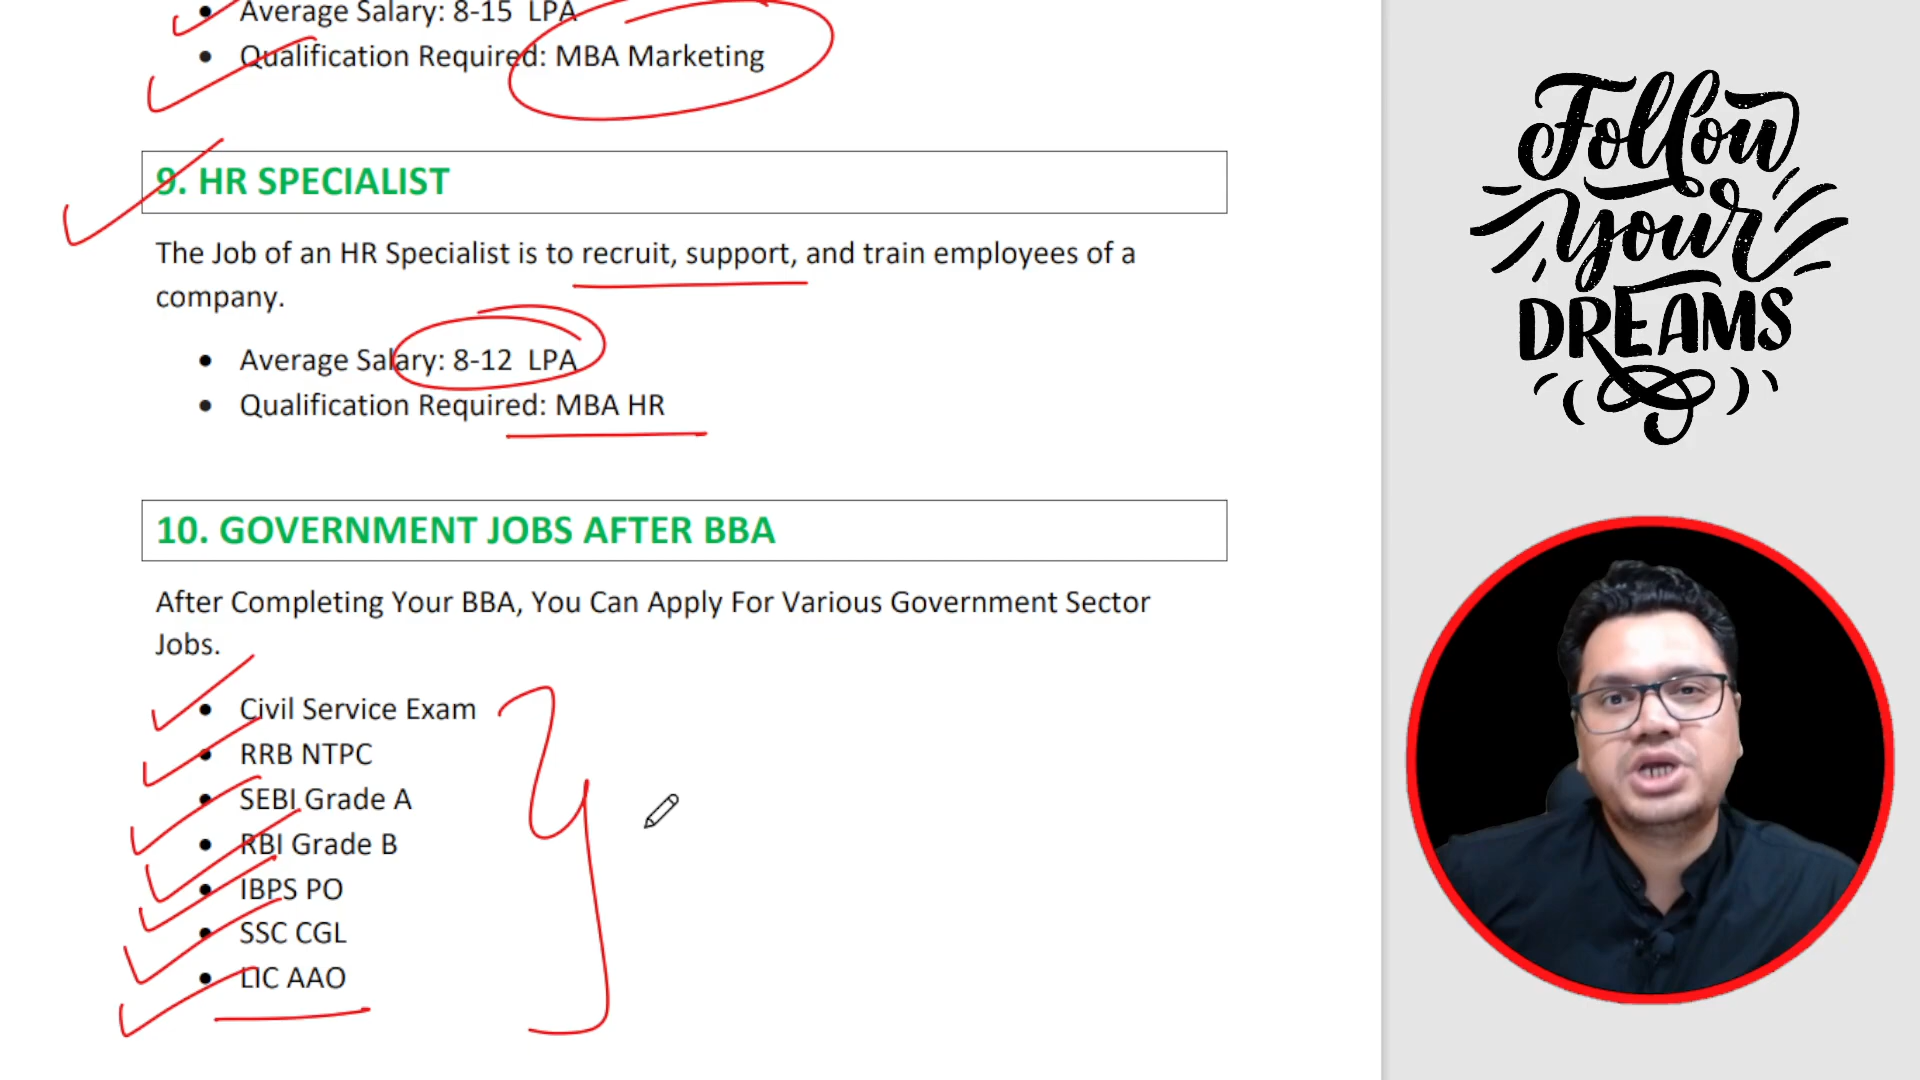 • Average Salary: 8-15 LPA
• Qualification Required: MBA Marketing
9. HR SPECIALIST
The Job of an HR Specialist is to recruit, support, and train employees of a
company.
• Average Salary: 8-12 LPA
• Qualification Required: MBA HR
10. GOVERNMENT JOBS AFTER BBA
After Completing Your BBA, You Can Apply For Various Government Sector
Jobs.
• Civil Service Exam
• RRB NTPC
• SEBI Grade A
• RBI Grade B
• IBPS PO
• SSC CGL
• LIC AAO
Follow
Your
DREAMS